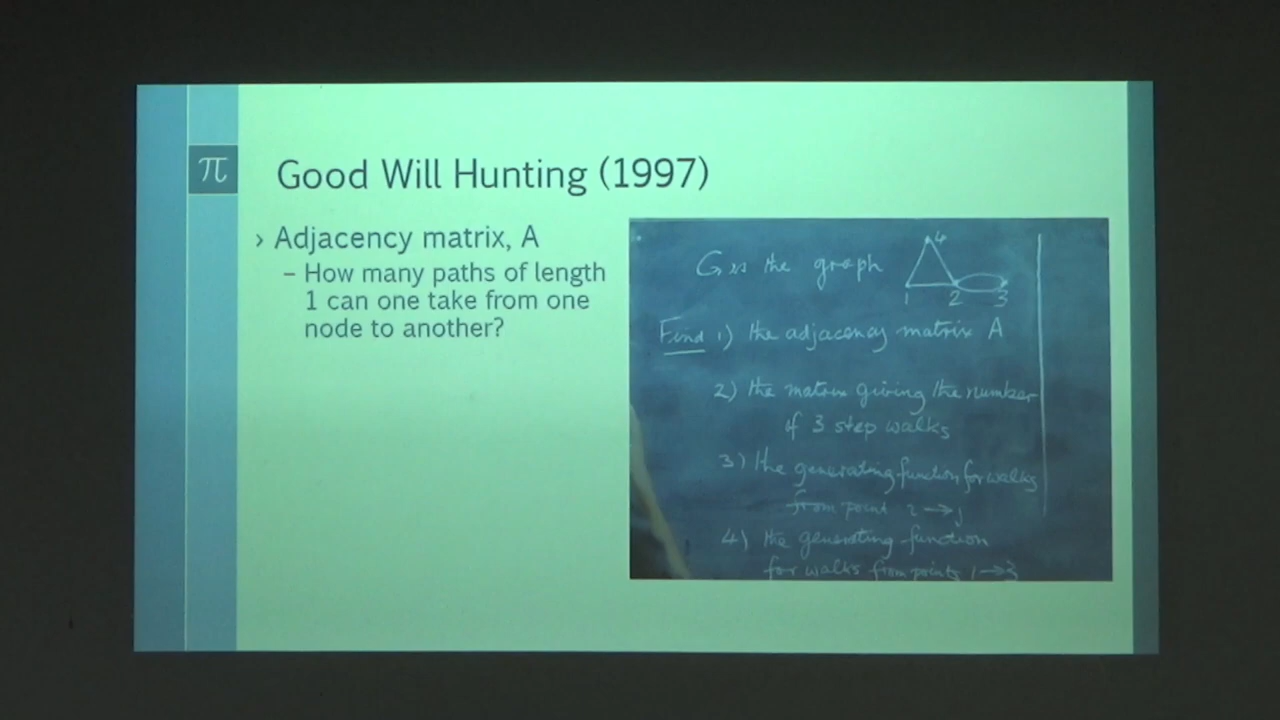 π
Good Will Hunting (1997)
› Adjacency matrix, A
– How many paths of length
1 can one take from one
node to another?
G is the graph
4
1 2 3
Find 1) the adjacency matrix A
2) the matrix giving the number
of 3 step walks
3) the generating function for walks
from point i → j
4) the generating function
for walks from points 1 → 3